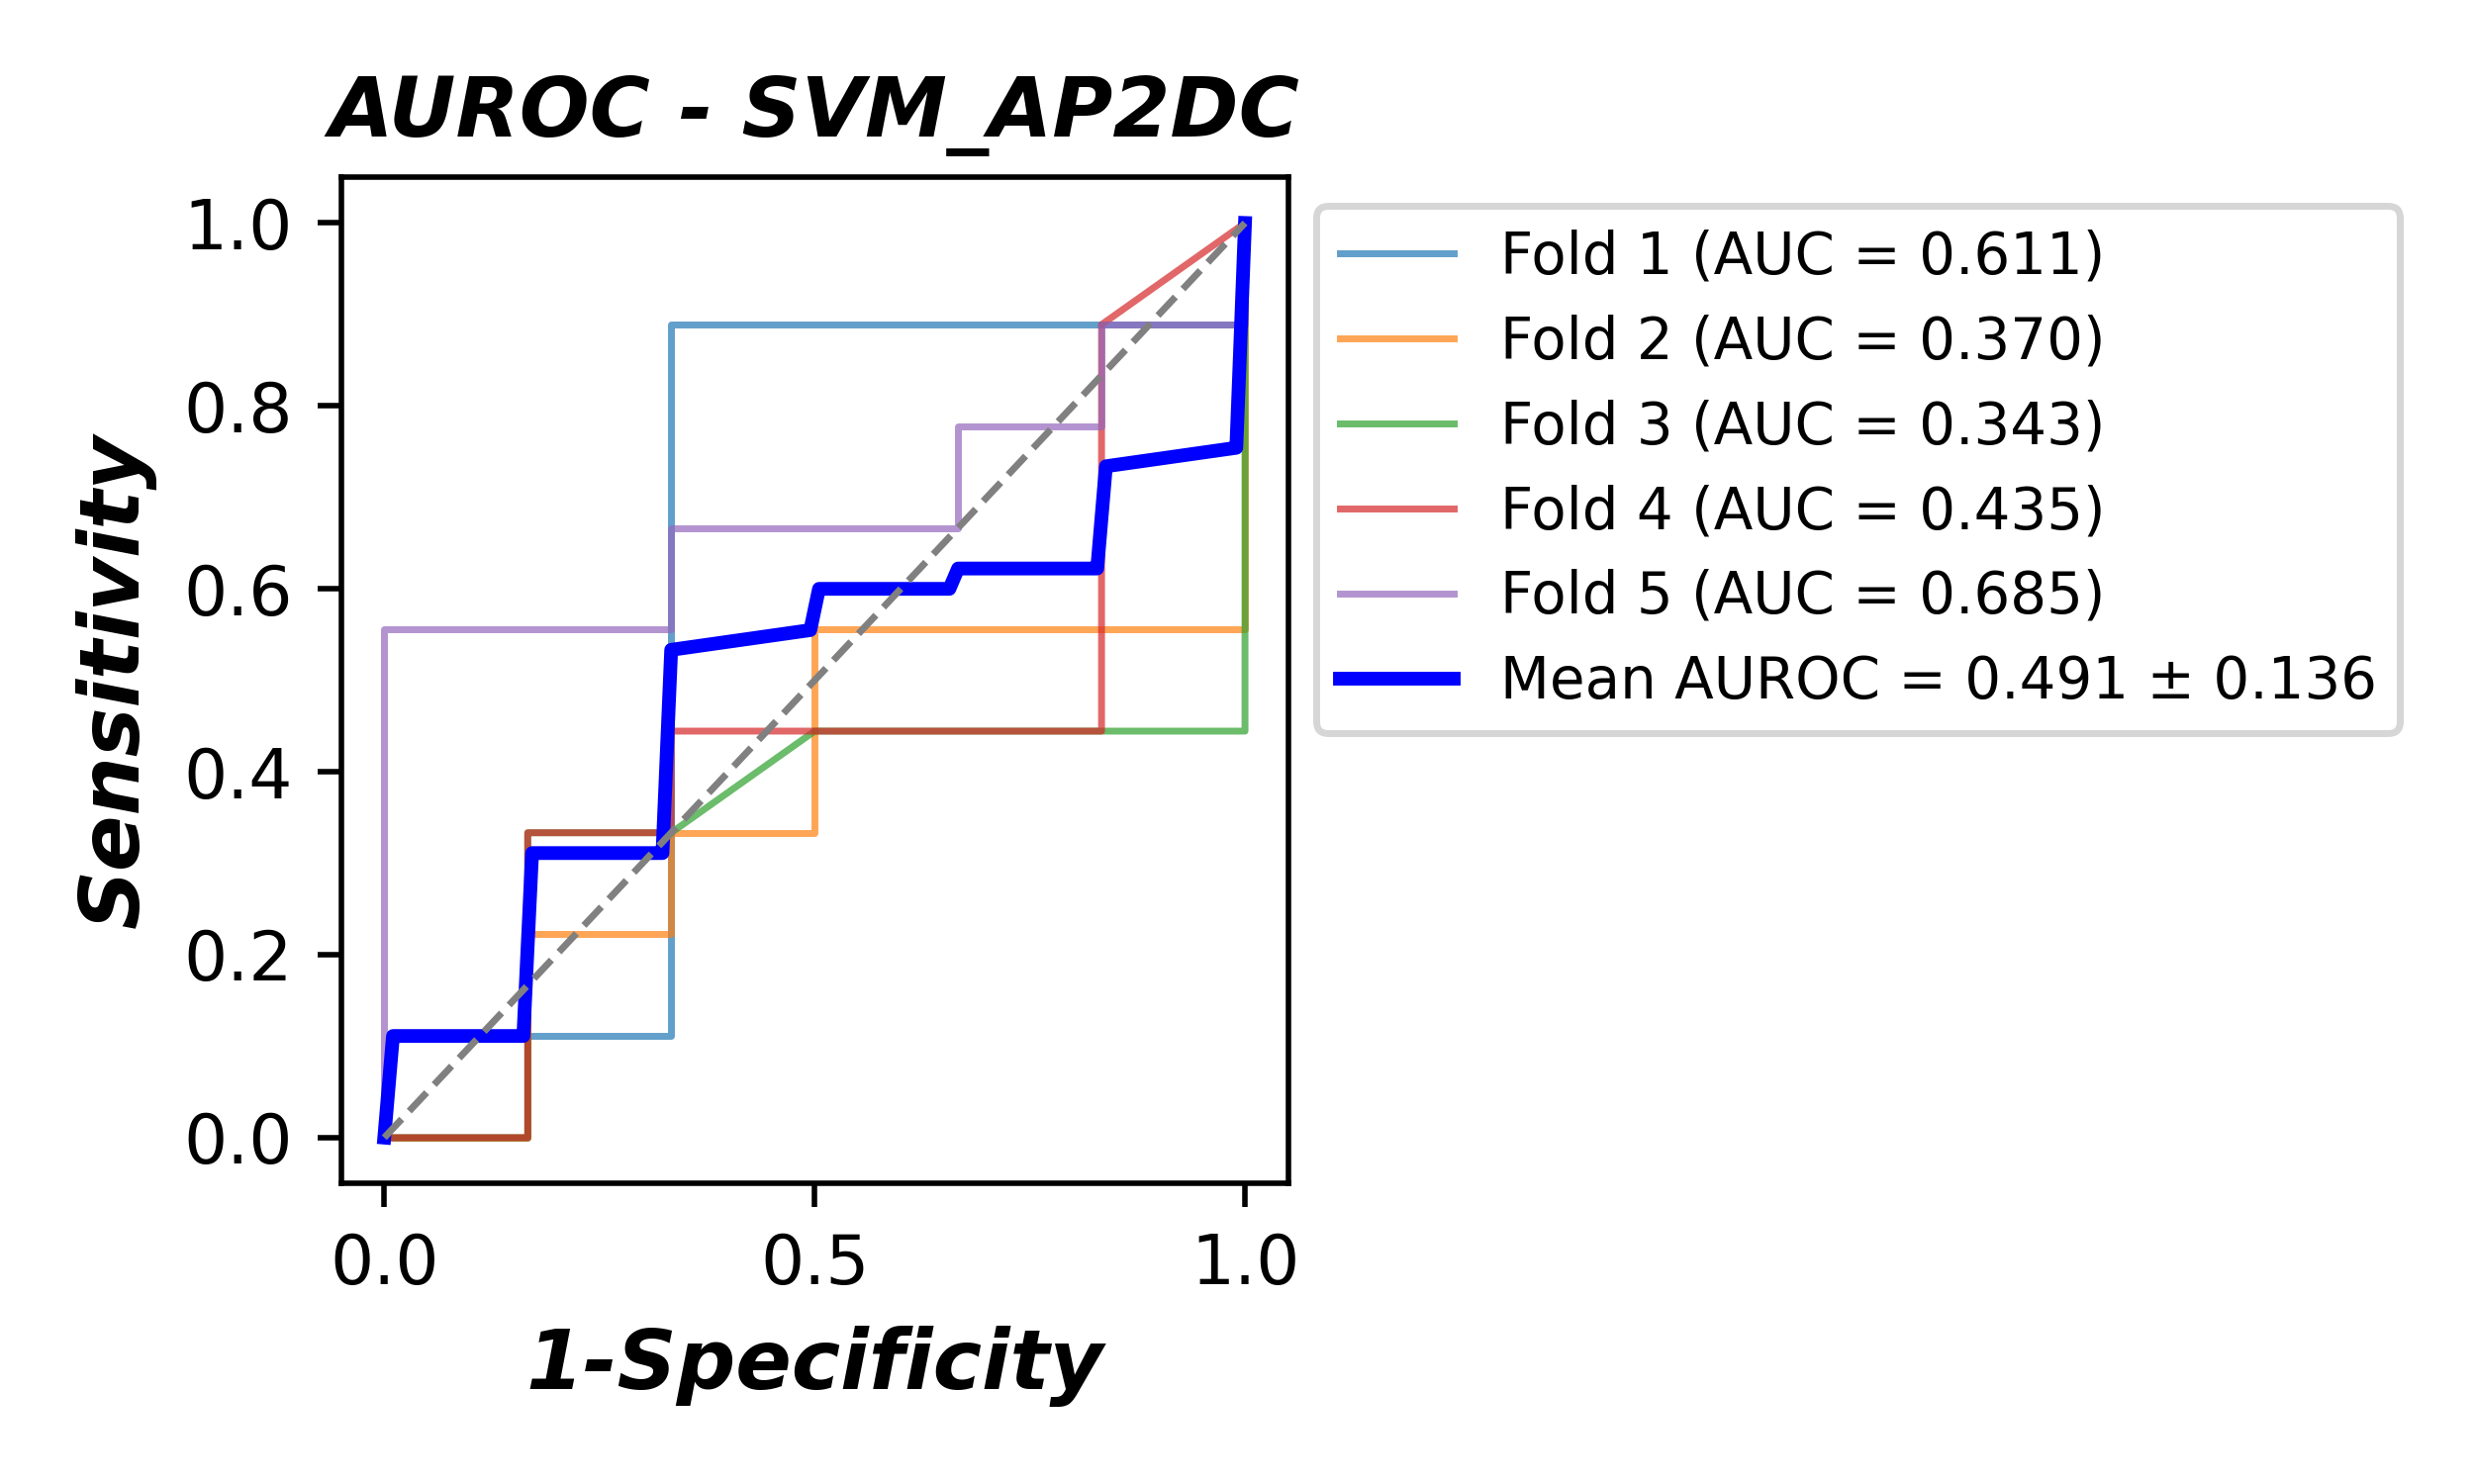 AUROC - SVM_AP2DC
Sensitivity
1.0
0.8
0.6
0.4
0.2
0.0
0.0 0.5 1.0
1-Specificity
Fold 1 (AUC = 0.611)
Fold 2 (AUC = 0.370)
Fold 3 (AUC = 0.343)
Fold 4 (AUC = 0.435)
Fold 5 (AUC = 0.685)
Mean AUROC = 0.491 ± 0.136